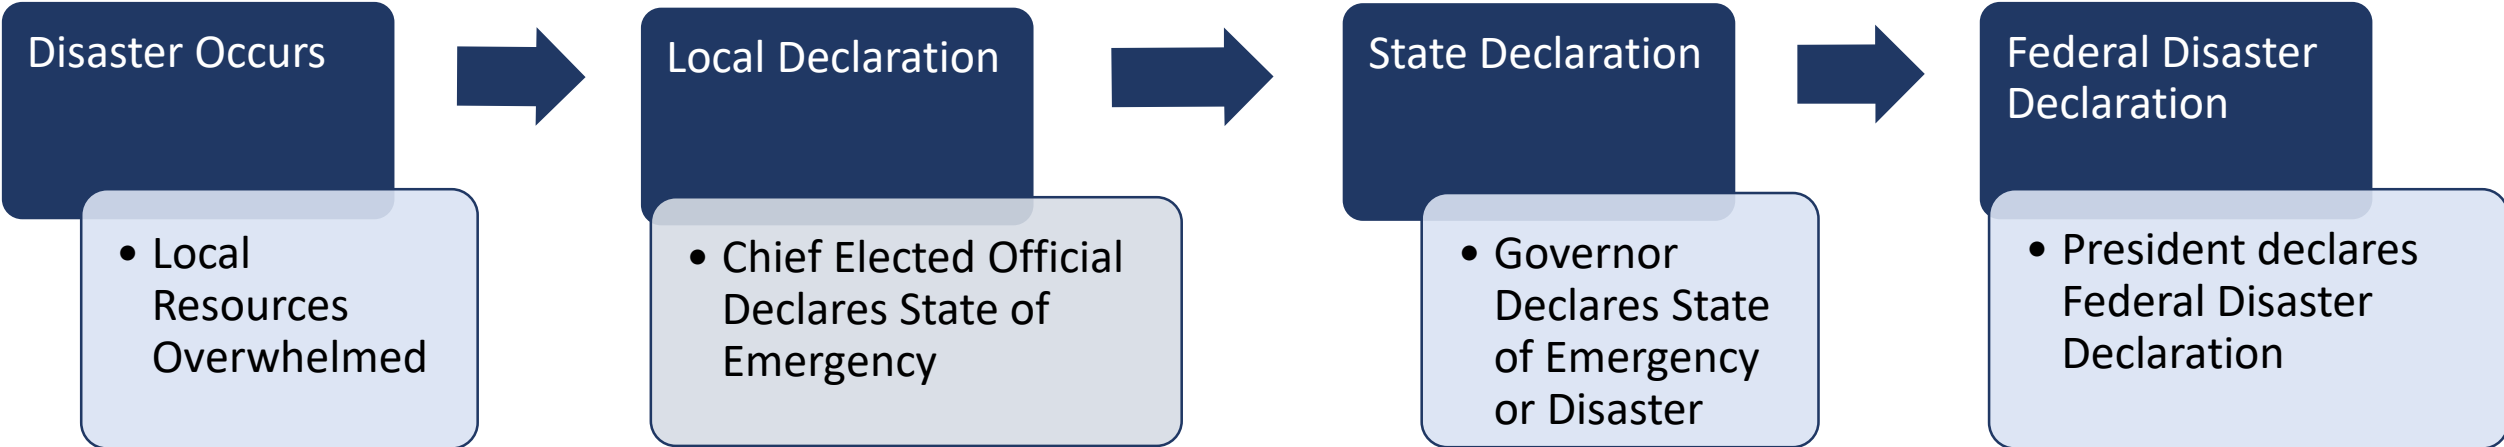 Disaster Occurs
• Local
Resources
Overwhelmed
Local Declaration
• Chief Elected Official
Declares State of
Emergency
State Declaration
• Governor
Declares State
of Emergency
or Disaster
Federal Disaster
Declaration
• President declares
Federal Disaster
Declaration